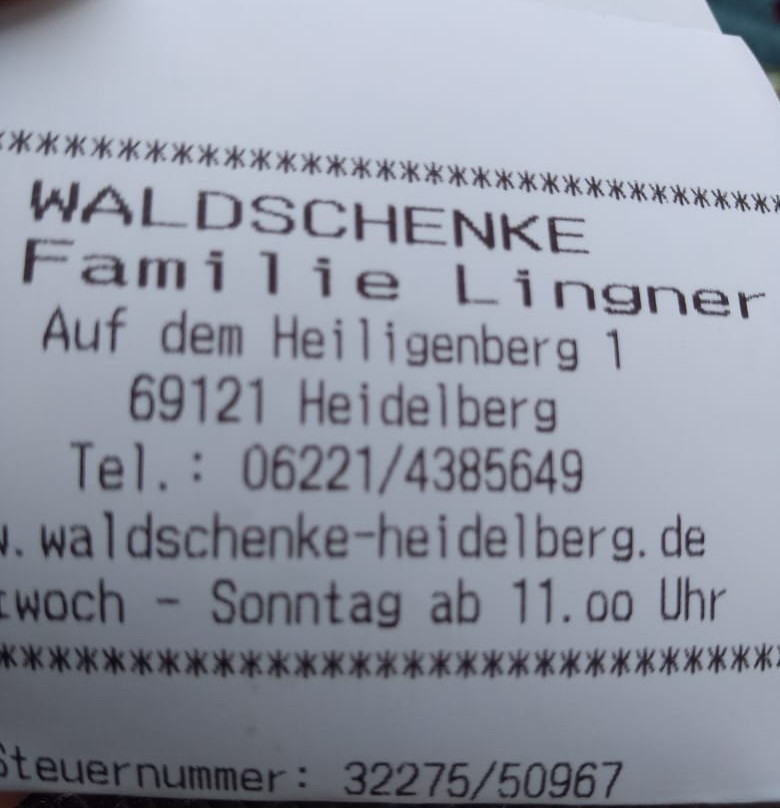 *****************************
WALDSCHENKE
Familie Lingner
Auf dem Heiligenberg 1
69121 Heidelberg
Tel.: 06221/4385649
w.waldschenke-heidelberg.de
twoch - Sonntag ab 11.oo Uhr
*****************************
Steuernummer: 32275/50967